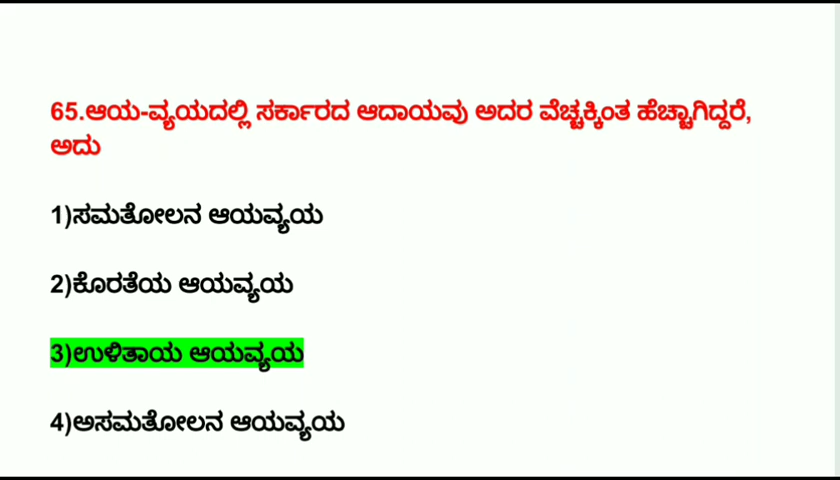 65.ಆಯ-ವ್ಯಯದಲ್ಲಿ ಸರ್ಕಾರದ ಆದಾಯವು ಅದರ ವೆಚ್ಚಕ್ಕಿಂತ ಹೆಚ್ಚಾಗಿದ್ದರೆ,
ಅದು
1)ಸಮತೋಲನ ಆಯವ್ಯಯ
2)ಕೊರತೆಯ ಆಯವ್ಯಯ
3)ಉಳಿತಾಯ ಆಯವ್ಯಯ
4)ಅಸಮತೋಲನ ಆಯವ್ಯಯ